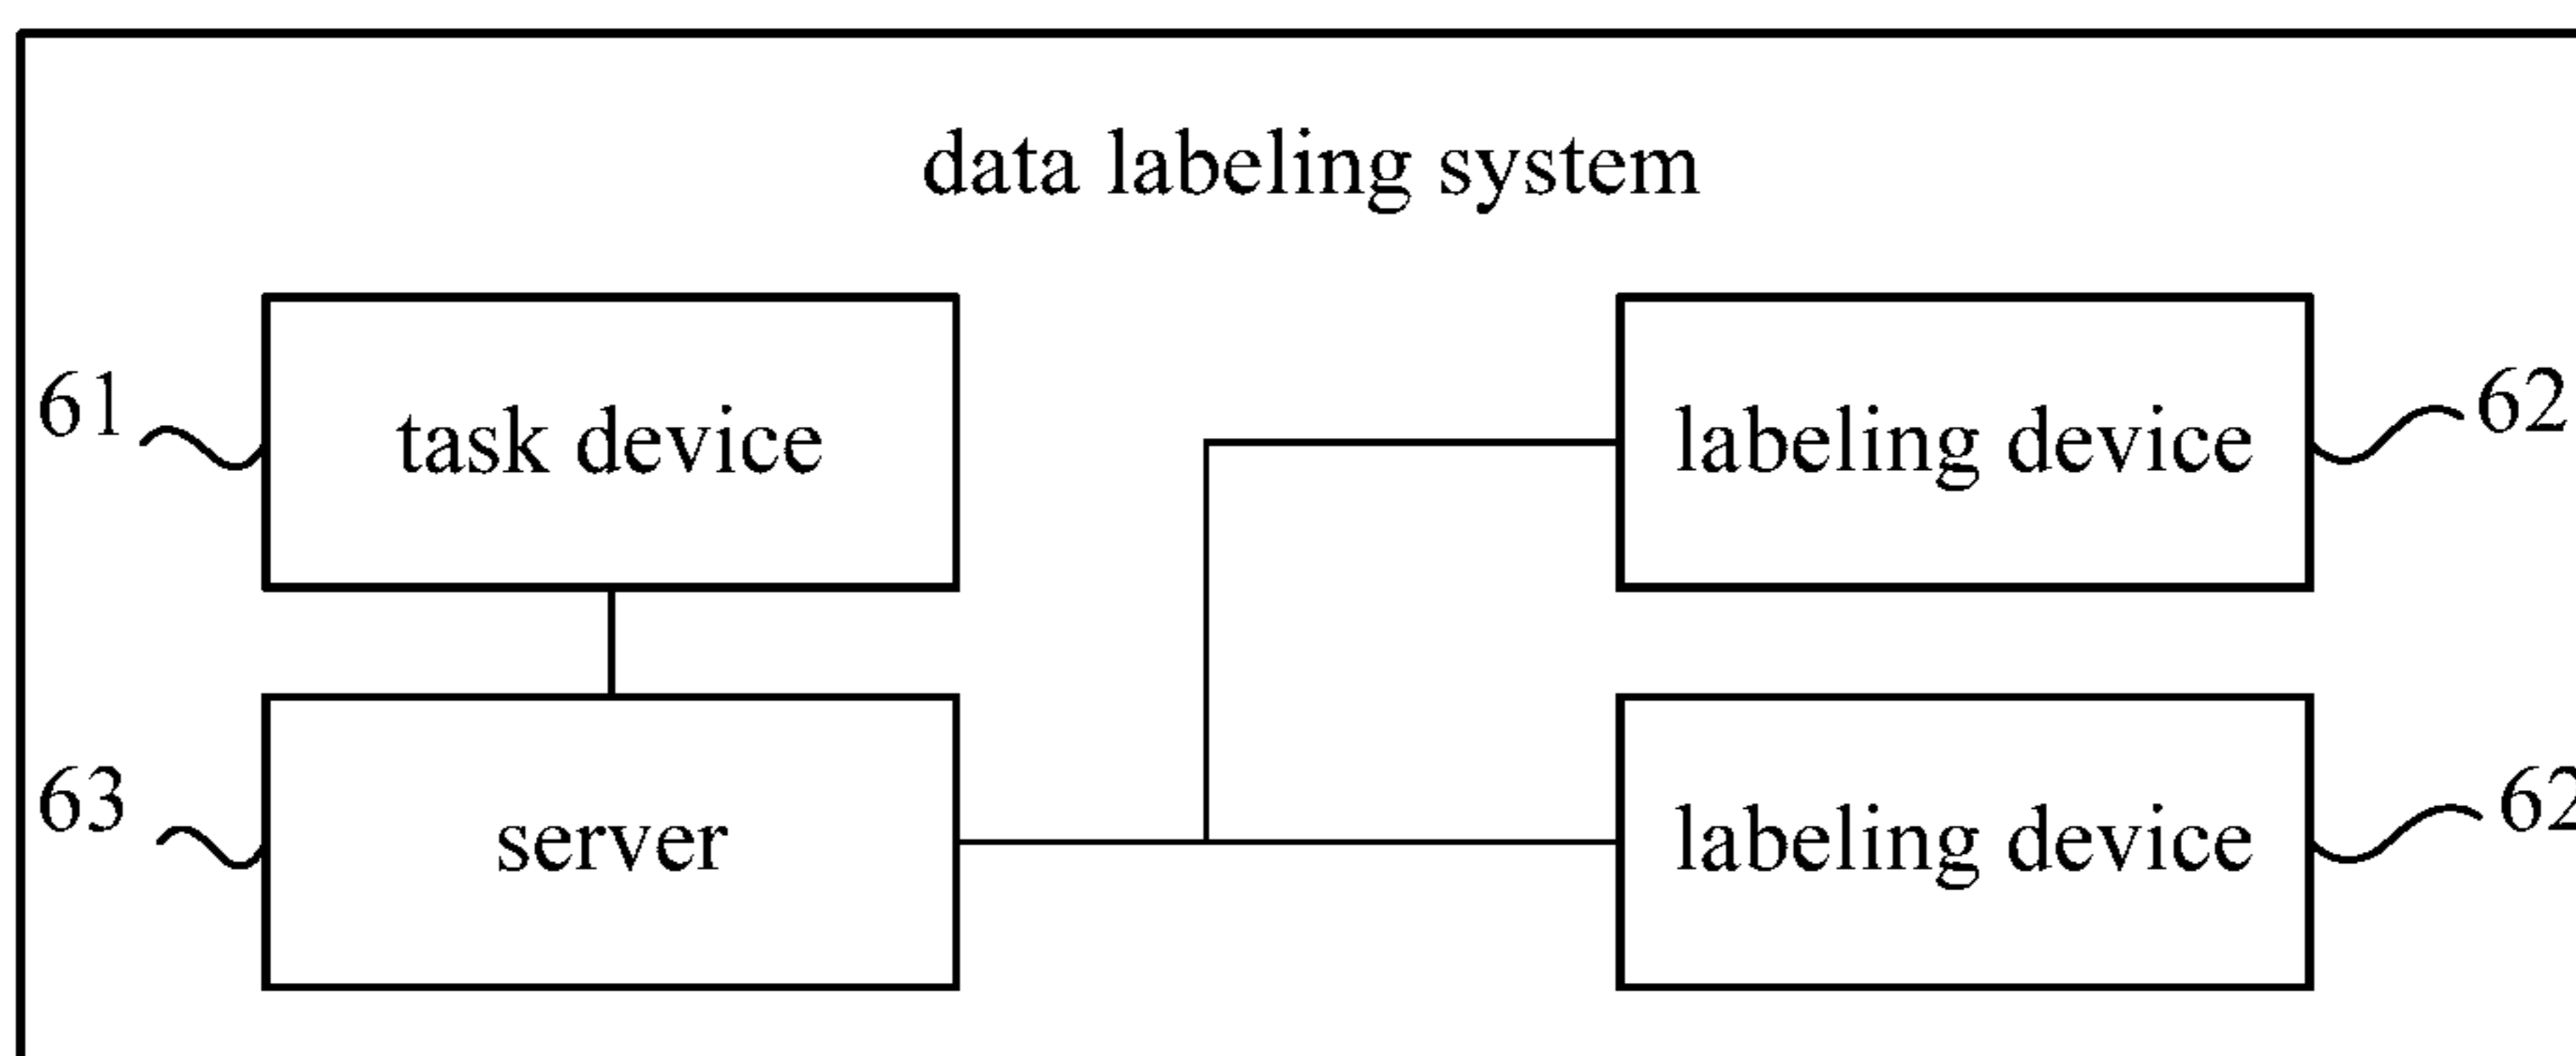 data labeling system
61
task device
labeling device
62
63
server
labeling device
62